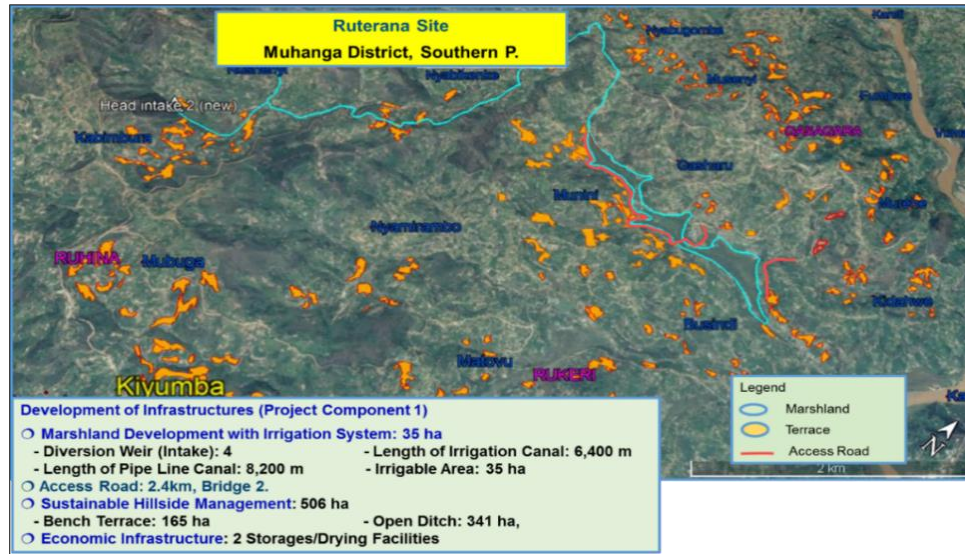 Ruterana Site
Muhanga District, Southern P.
Nyabikenke
Nyabugomba
Musenyi
Head intake 2 (new)
Kabimbura
GASAGARA
Gasharu
Munini
Nyamirambo
RUHINA
Mubuga
Kidahwe
Busindi
Matovu
RUKERI
Kivumba
Legend
Marshland
Terrace
Access Road
N
2 km
Development of Infrastructures (Project Component 1)
Marshland Development with Irrigation System: 35 ha
- Diversion Weir (Intake): 4 - Length of Irrigation Canal: 6,400 m
- Length of Pipe Line Canal: 8,200 m - Irrigable Area: 35 ha
Access Road: 2.4km, Bridge 2.
Sustainable Hillside Management: 506 ha
- Bench Terrace: 165 ha - Open Ditch: 341 ha,
Economic Infrastructure: 2 Storages/Drying Facilities